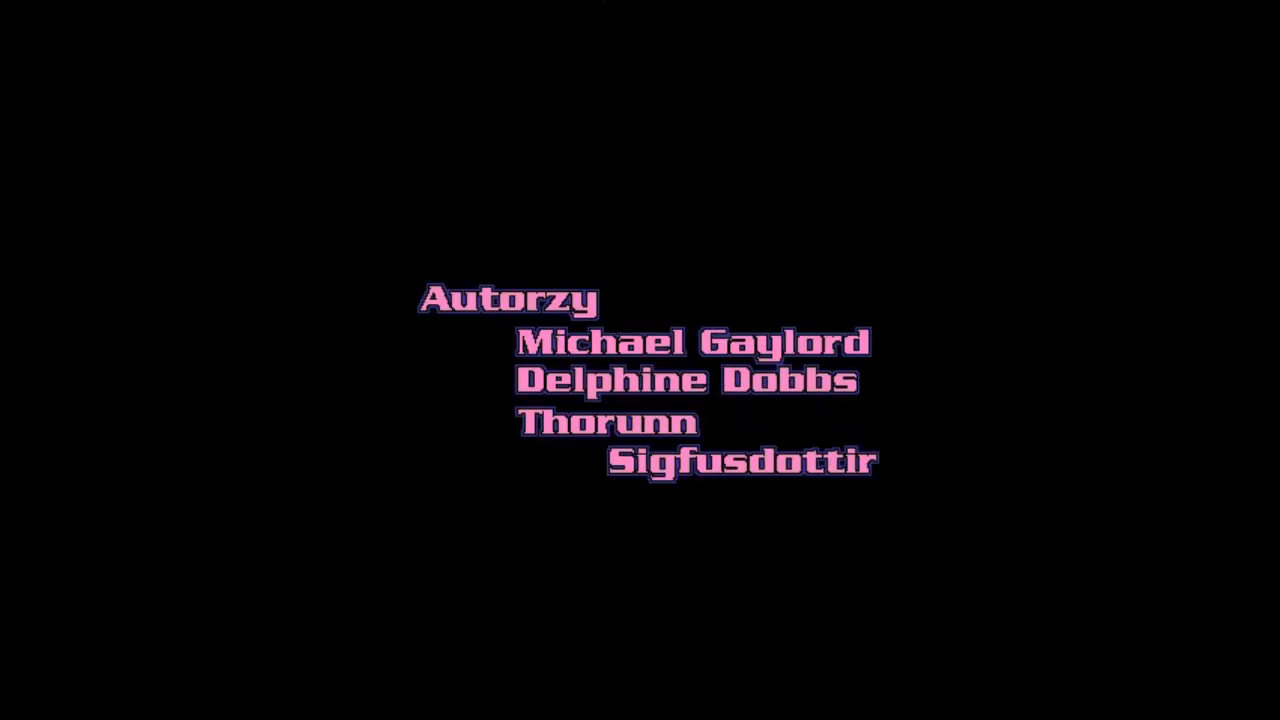 Autorzy
Michael Gaylord
Delphine Dobbs
Thorunn
Sigfusdottir